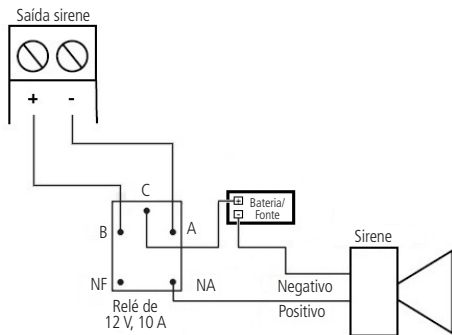 Saída sirene
+ -
C
B A
+ Bateria/
- Fonte
Sirene
NF NA
Negativo
Positivo
Relé de
12 V, 10 A